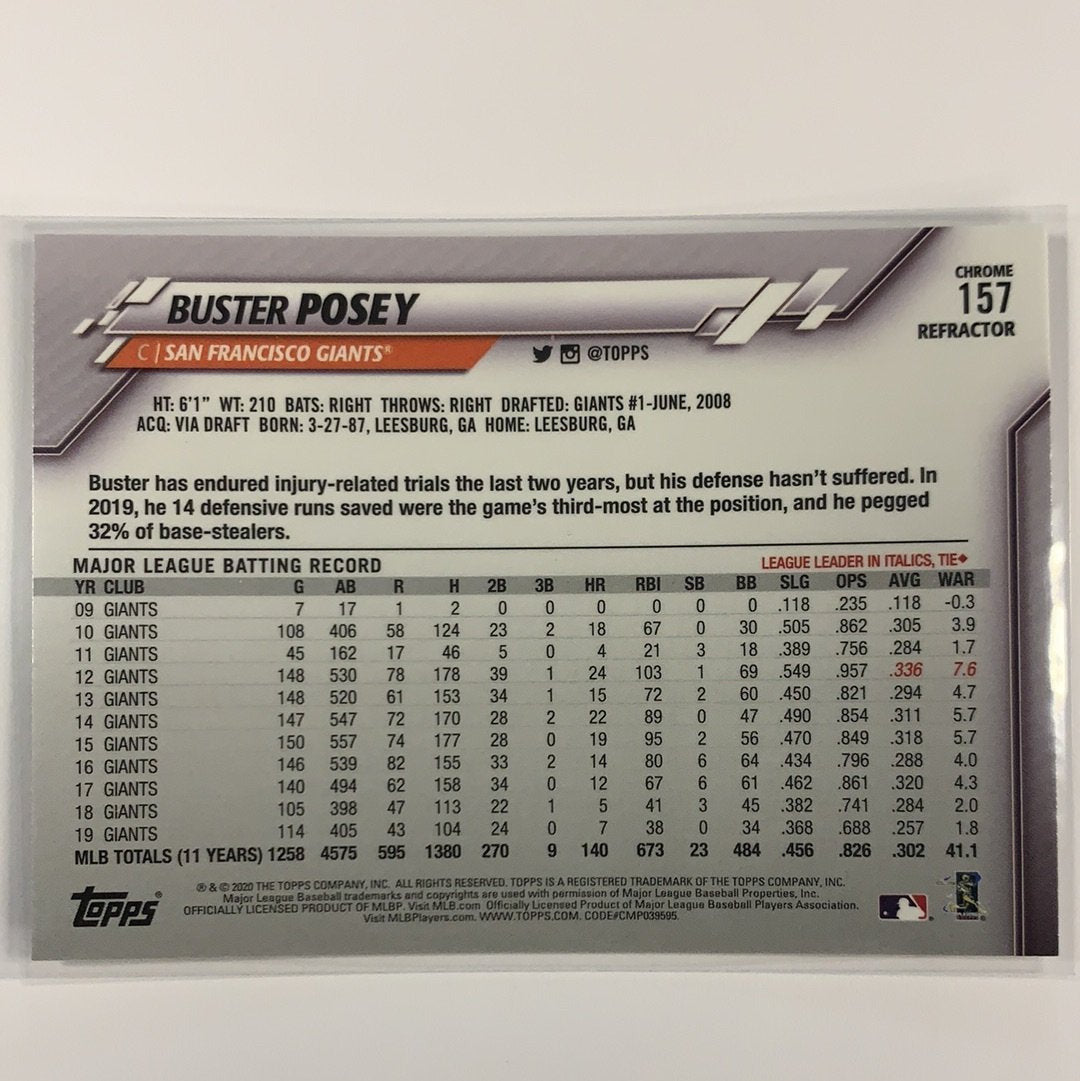 BUSTER POSEY
C | SAN FRANCISCO GIANTS®
@TOPPS
CHROME
157
REFRACTOR
HT: 6'1" WT: 210 BATS: RIGHT THROWS: RIGHT DRAFTED: GIANTS #1-JUNE, 2008
ACQ: VIA DRAFT BORN: 3-27-87, LEESBURG, GA HOME: LEESBURG, GA
Buster has endured injury-related trials the last two years, but his defense hasn't suffered. In
2019, he 14 defensive runs saved were the game's third-most at the position, and he pegged
32% of base-stealers.
MAJOR LEAGUE BATTING RECORD LEAGUE LEADER IN ITALICS, TIE♦
YR CLUB G AB R H 2B 3B HR RBI SB BB SLG OPS AVG WAR
09 GIANTS 7 17 1 2 0 0 0 0 0 0 .118 .235 .118 -0.3
10 GIANTS 108 406 58 124 23 2 18 67 0 30 .505 .862 .305 3.9
11 GIANTS 45 162 17 46 5 0 4 21 3 18 .389 .756 .284 1.7
12 GIANTS 148 530 78 178 39 1 24 103 1 69 .549 .957 .336 7.6
13 GIANTS 148 520 61 153 34 1 15 72 2 60 .450 .821 .294 4.7
14 GIANTS 147 547 72 170 28 2 22 89 0 47 .490 .854 .311 5.7
15 GIANTS 150 557 74 177 28 0 19 95 2 56 .470 .849 .318 5.7
16 GIANTS 146 539 82 155 33 2 14 80 6 64 .434 .796 .288 4.0
17 GIANTS 140 494 62 158 34 0 12 67 6 61 .462 .861 .320 4.3
18 GIANTS 105 398 47 113 22 1 5 41 3 45 .382 .741 .284 2.0
19 GIANTS 114 405 43 104 24 0 7 38 0 34 .368 .688 .257 1.8
MLB TOTALS (11 YEARS) 1258 4575 595 1380 270 9 140 673 23 484 .456 .826 .302 41.1
TOPPS®
® & © 2020 THE TOPPS COMPANY, INC. ALL RIGHTS RESERVED. TOPPS IS A REGISTERED TRADEMARK OF THE TOPPS COMPANY, INC.
Major League Baseball trademarks and copyrights are used with permission of Major League Baseball Properties, Inc.
OFFICIALLY LICENSED PRODUCT OF MLBP. Visit MLB.com Officially Licensed Product of Major League Baseball Players Association.
Visit MLBPlayers.com. WWW.TOPPS.COM. CODE#CMP039595.